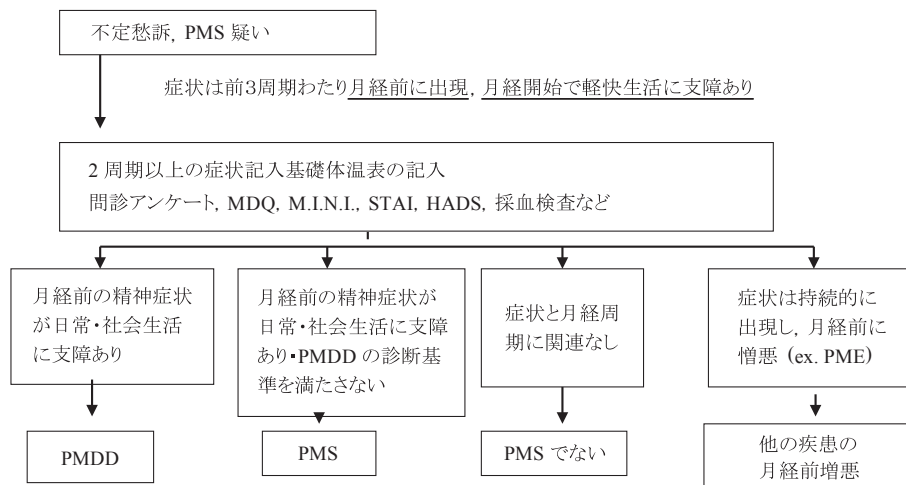 不定愁訴, PMS 疑い
症状は前3周期わたり月経前に出現, 月経開始で軽快生活に支障あり
2 周期以上の症状記入基礎体温表の記入
問診アンケート, MDQ, M.I.N.I., STAI, HADS, 採血検査など
月経前の精神症状
が日常・社会生活
に支障あり
月経前の精神症状が
日常・社会生活に支障
あり・PMDD の診断基
準を満たさない
症状と月経周
期に関連なし
症状は持続的に
出現し, 月経前に
憎悪 (ex. PME)
PMDD
PMS
PMS でない
他の疾患の
月経前増悪